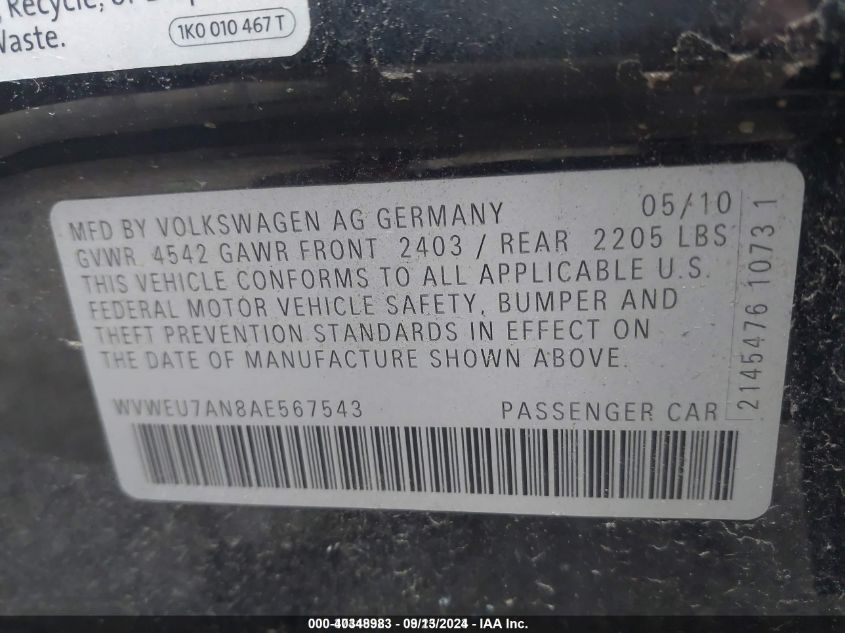 Recycle, or
Waste.
1K0 010 467 T
MFD BY VOLKSWAGEN AG GERMANY 05/10
GVWR 4542 GAWR FRONT 2403 / REAR 2205 LBS
THIS VEHICLE CONFORMS TO ALL APPLICABLE U.S.
FEDERAL MOTOR VEHICLE SAFETY, BUMPER AND
THEFT PREVENTION STANDARDS IN EFFECT ON
THE DATE OF MANUFACTURE SHOWN ABOVE.
WVWEU7AN8AE567543 PASSENGER CAR
2145476 1073 1
000-40348983 - 09/13/2024 - IAA Inc.